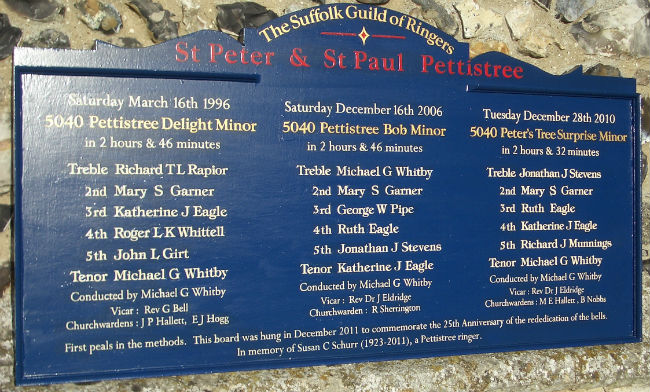 The Suffolk Guild of Ringers
St Peter & St Paul Pettistree
Saturday March 16th 1996
5040 Pettistree Delight Minor
in 2 hours & 46 minutes
Treble Richard T L Rapior
2nd Mary S Garner
3rd Katherine J Eagle
4th Roger L K Whittell
5th John L Girt
Tenor Michael G Whitby
Conducted by Michael G Whitby
Vicar : Rev G Bell
Churchwardens : J P Hallett, E J Hogg
Saturday December 16th 2006
5040 Pettistree Bob Minor
in 2 hours & 46 minutes
Treble Michael G Whitby
2nd Mary S Garner
3rd George W Pipe
4th Ruth Eagle
5th Jonathan J Stevens
Tenor Katherine J Eagle
Conducted by Michael G Whitby
Vicar : Rev Dr J Eldridge
Churchwarden : R Sherrington
Tuesday December 28th 2010
5040 Peter's Tree Surprise Minor
in 2 hours & 32 minutes
Treble Jonathan J Stevens
2nd Mary S Garner
3rd Ruth Eagle
4th Katherine J Eagle
5th Richard J Munnings
Tenor Michael G Whitby
Conducted by Michael G Whitby
Vicar : Rev Dr J Eldridge
Churchwardens : M E Hallett , B Nobbs
First peals in the methods. This board was hung in December 2011 to commemorate the 25th Anniversary of the rededication of the bells.
In memory of Susan C Schurr (1923-2011), a Pettistree ringer.